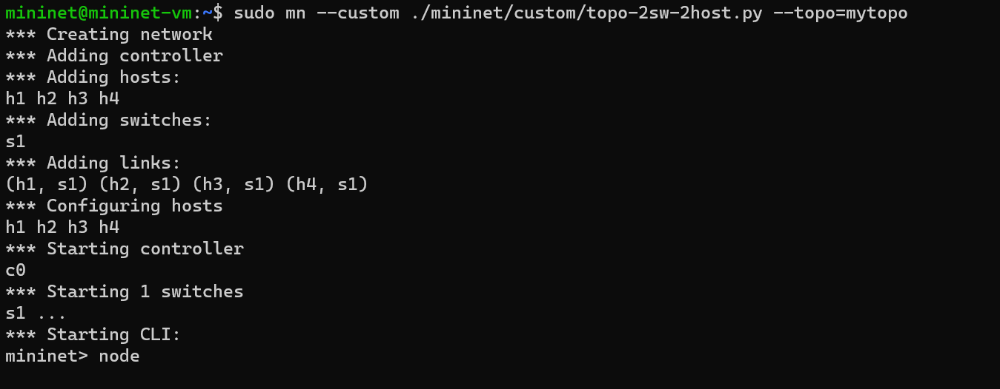 mininet@mininet-vm:~$ sudo mn --custom ./mininet/custom/topo-2sw-2host.py --topo=mytopo
*** Creating network
*** Adding controller
*** Adding hosts:
h1 h2 h3 h4
*** Adding switches:
s1
*** Adding links:
(h1, s1) (h2, s1) (h3, s1) (h4, s1)
*** Configuring hosts
h1 h2 h3 h4
*** Starting controller
c0
*** Starting 1 switches
s1 ...
*** Starting CLI:
mininet> node